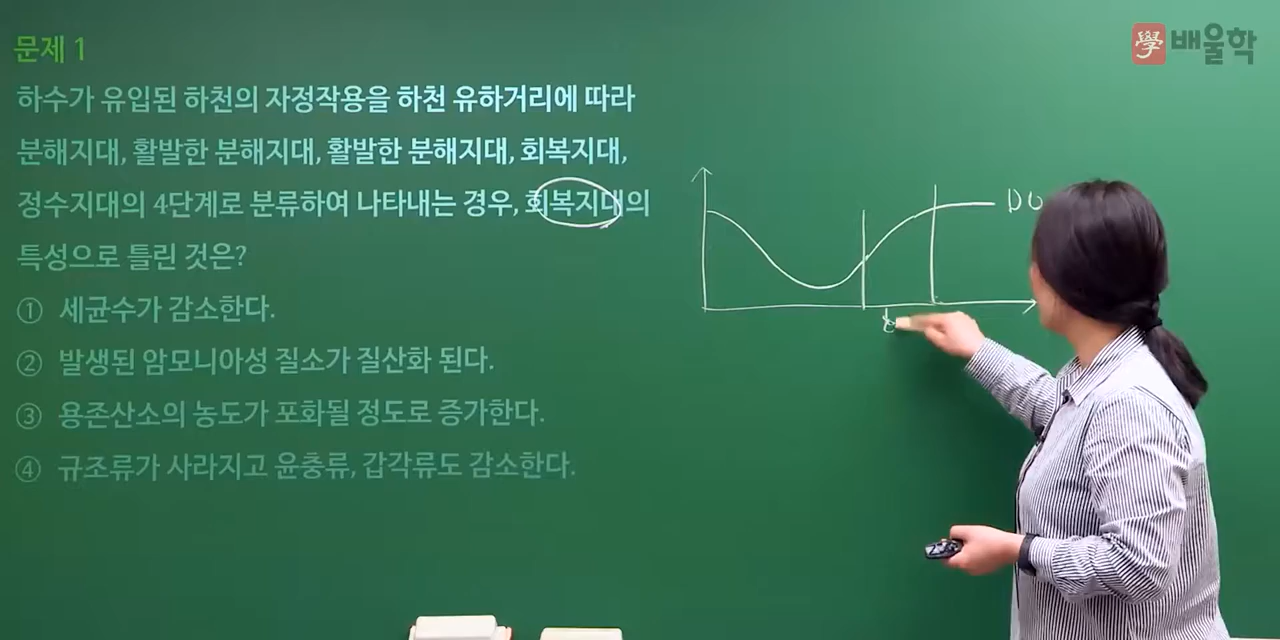 문제 1
學 배울학
하수가 유입된 하천의 자정작용을 하천 유하거리에 따라
분해지대, 활발한 분해지대, 활발한 분해지대, 회복지대,
정수지대의 4단계로 분류하여 나타내는 경우, 회복지대의
특성으로 틀린 것은?
① 세균수가 감소한다.
② 발생된 암모니아성 질소가 질산화 된다.
③ 용존산소의 농도가 포화될 정도로 증가한다.
④ 규조류가 사라지고 윤충류, 갑각류도 감소한다.
DO